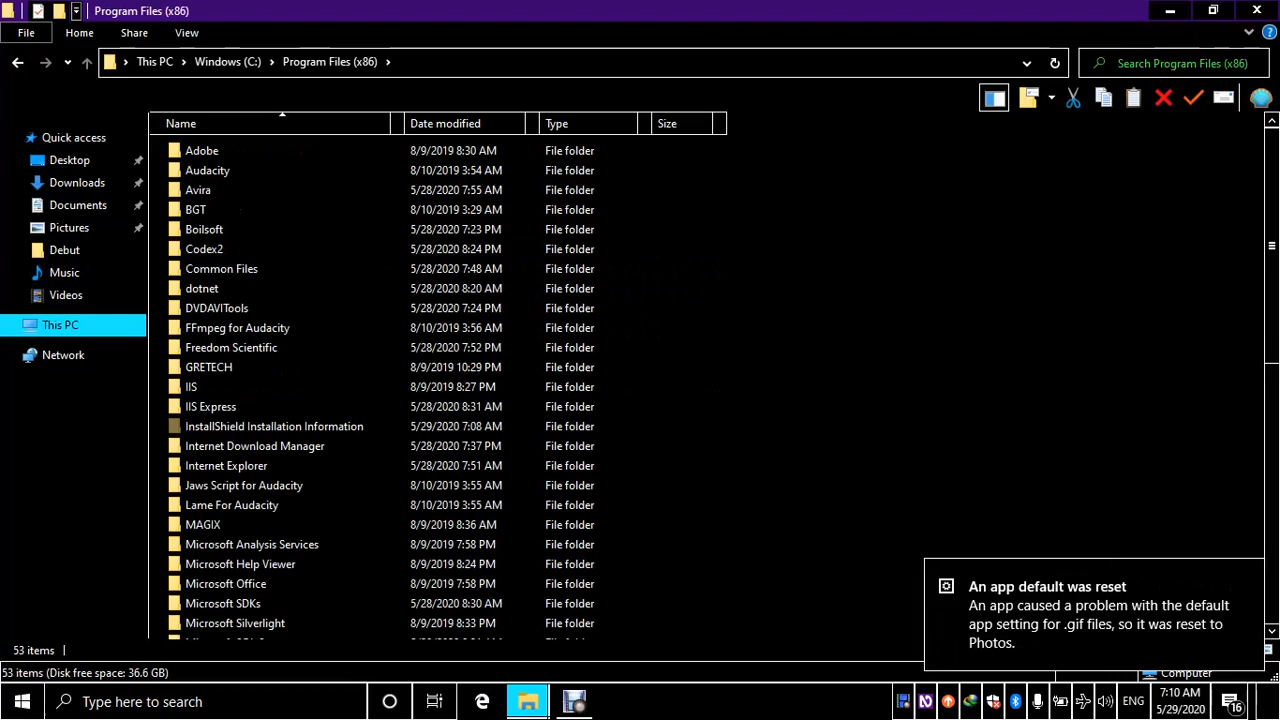 Program Files (x86)
File Home Share View
This PC Windows (C:) Program Files (x86)
Search Program Files (x86)
Name Date modified Type Size
Quick access
Desktop
Downloads
Documents
Pictures
Debut
Music
Videos
This PC
Network
Adobe 8/9/2019 8:30 AM File folder
Audacity 8/10/2019 3:54 AM File folder
Avira 5/28/2020 7:55 AM File folder
BGT 8/10/2019 3:29 AM File folder
Boilsoft 5/28/2020 7:23 PM File folder
Codex2 5/28/2020 8:24 PM File folder
Common Files 5/28/2020 7:48 AM File folder
dotnet 5/28/2020 8:20 AM File folder
DVDAVITools 5/28/2020 7:24 PM File folder
FFmpeg for Audacity 8/10/2019 3:56 AM File folder
Freedom Scientific 5/28/2020 7:52 PM File folder
GRETECH 8/9/2019 10:29 PM File folder
IIS 8/9/2019 8:27 PM File folder
IIS Express 5/28/2020 8:31 AM File folder
InstallShield Installation Information 5/29/2020 7:08 AM File folder
Internet Download Manager 5/28/2020 7:37 PM File folder
Internet Explorer 5/28/2020 7:51 AM File folder
Jaws Script for Audacity 8/10/2019 3:55 AM File folder
Lame For Audacity 8/10/2019 3:55 AM File folder
MAGIX 8/9/2019 8:36 AM File folder
Microsoft Analysis Services 8/9/2019 7:58 PM File folder
Microsoft Help Viewer 8/9/2019 8:24 PM File folder
Microsoft Office 8/9/2019 7:58 PM File folder
Microsoft SDKs 5/28/2020 8:30 AM File folder
Microsoft Silverlight 8/9/2019 8:33 PM File folder
An app default was reset
An app caused a problem with the default
app setting for .gif files, so it was reset to
Photos.
53 items
53 items (Disk free space: 36.6 GB)
Computer
Type here to search
ENG
7:10 AM
5/29/2020
16